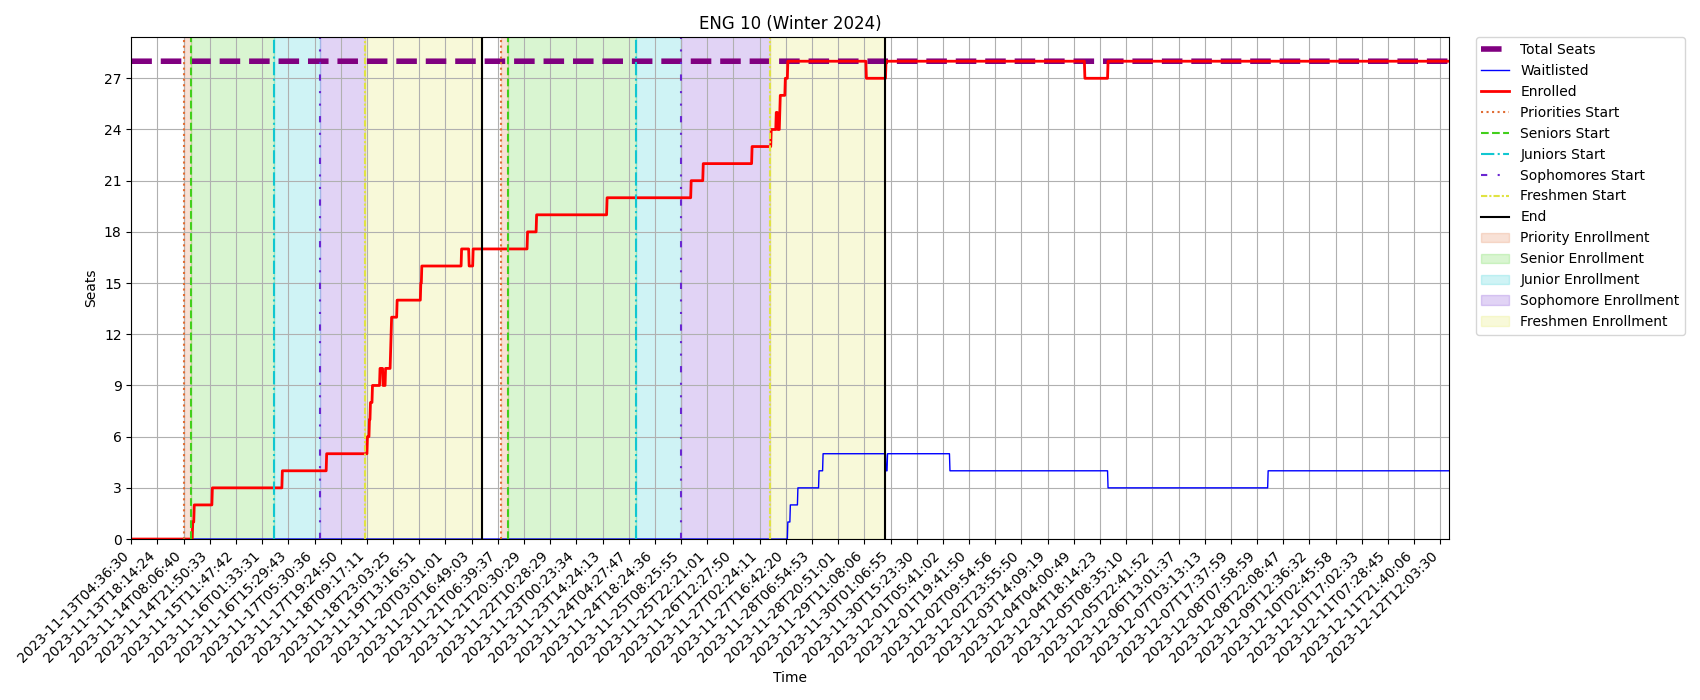 ENG 10 (Winter 2024)
Seats
27
24
21
18
15
12
9
6
3
0
2023-11-13T04:36:30
2023-11-13T18:14:24
2023-11-14T08:06:40
2023-11-14T21:50:33
2023-11-15T11:47:42
2023-11-16T01:33:31
2023-11-16T15:29:43
2023-11-17T05:30:36
2023-11-17T19:24:50
2023-11-18T09:17:11
2023-11-18T23:03:25
2023-11-19T13:16:51
2023-11-20T03:01:01
2023-11-20T16:49:03
2023-11-21T06:39:37
2023-11-21T20:30:29
2023-11-22T10:28:29
2023-11-23T00:23:34
2023-11-23T14:24:13
2023-11-24T04:27:47
2023-11-24T18:24:36
2023-11-25T08:25:55
2023-11-25T22:21:01
2023-11-26T12:27:50
2023-11-27T02:24:11
2023-11-27T16:42:20
2023-11-28T06:54:53
2023-11-28T20:51:01
2023-11-29T11:08:06
2023-11-30T01:06:55
2023-11-30T15:23:30
2023-12-01T05:41:02
2023-12-01T19:41:50
2023-12-02T09:54:56
2023-12-02T23:55:50
2023-12-03T14:09:19
2023-12-04T04:00:49
2023-12-04T18:14:23
2023-12-05T08:35:10
2023-12-05T22:41:52
2023-12-06T13:01:37
2023-12-07T03:13:13
2023-12-07T17:37:59
2023-12-08T07:58:59
2023-12-08T22:08:47
2023-12-09T12:36:32
2023-12-10T02:45:58
2023-12-10T17:02:33
2023-12-11T07:28:45
2023-12-11T21:40:06
2023-12-12T12:03:30
Time
Total Seats
Waitlisted
Enrolled
Priorities Start
Seniors Start
Juniors Start
Sophomores Start
Freshmen Start
End
Priority Enrollment
Senior Enrollment
Junior Enrollment
Sophomore Enrollment
Freshmen Enrollment